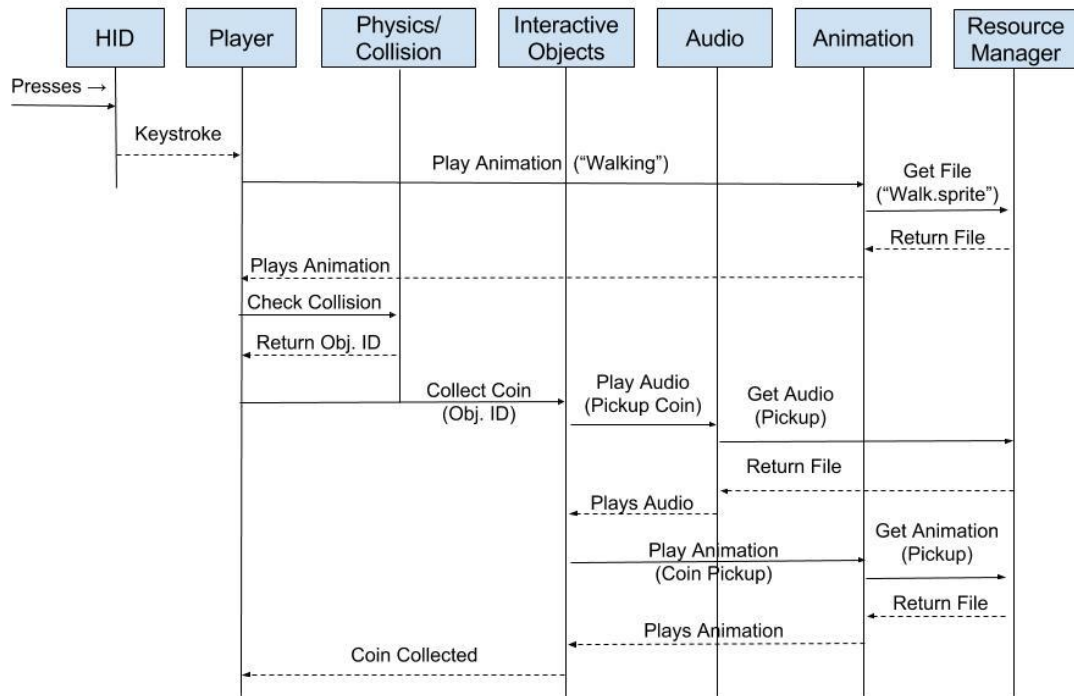 HID
Player
Physics/
Collision
Interactive
Objects
Audio
Animation
Resource
Manager
Presses →
Keystroke
Play Animation (“Walking”)
Get File
(“Walk.sprite”)
Return File
Plays Animation
Check Collision
Return Obj. ID
Collect Coin
(Obj. ID)
Play Audio
(Pickup Coin)
Get Audio
(Pickup)
Return File
Plays Audio
Get Animation
(Pickup)
Play Animation
(Coin Pickup)
Return File
Plays Animation
Coin Collected